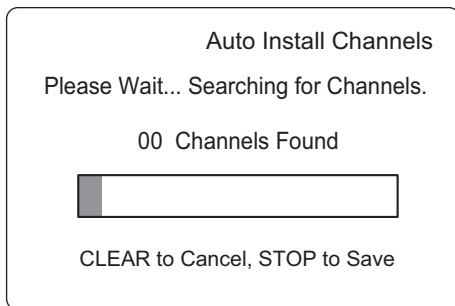 Auto Install Channels
Please Wait... Searching for Channels.
00 Channels Found
CLEAR to Cancel, STOP to Save